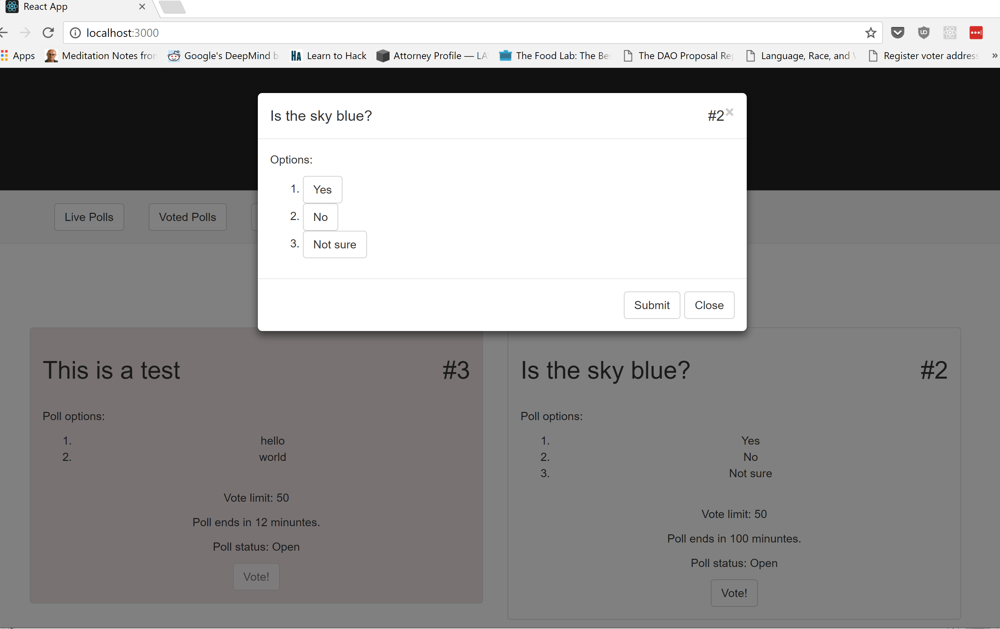 React App
localhost:3000
Apps Meditation Notes from Google's DeepMind b HA Learn to Hack Attorney Profile — LA The Food Lab: The Bes The DAO Proposal Rep Language, Race, and Register voter address »
Is the sky blue? #2 ×
Options:
1. Yes
2. No
3. Not sure
Submit Close
Live Polls Voted Polls
This is a test #3
Poll options:
1. hello
2. world
Vote limit: 50
Poll ends in 12 minuntes.
Poll status: Open
Vote!
Is the sky blue? #2
Poll options:
1. Yes
2. No
3. Not sure
Vote limit: 50
Poll ends in 100 minuntes.
Poll status: Open
Vote!